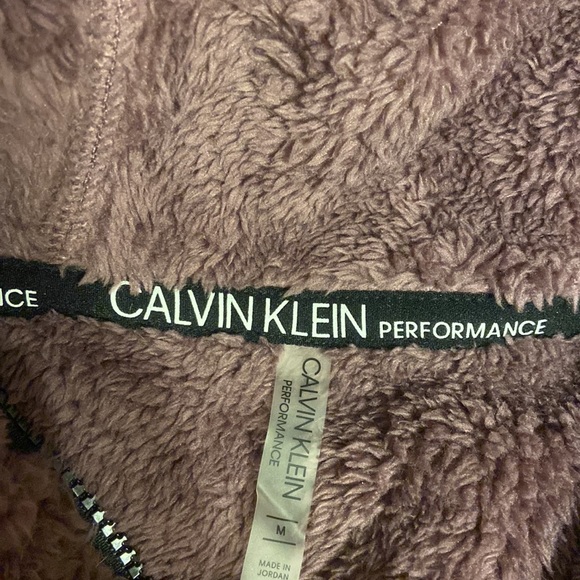 NCE CALVIN KLEIN PERFORMANCE
CALVIN KLEIN
PERFORMANCE
M
MADE IN
JORDAN